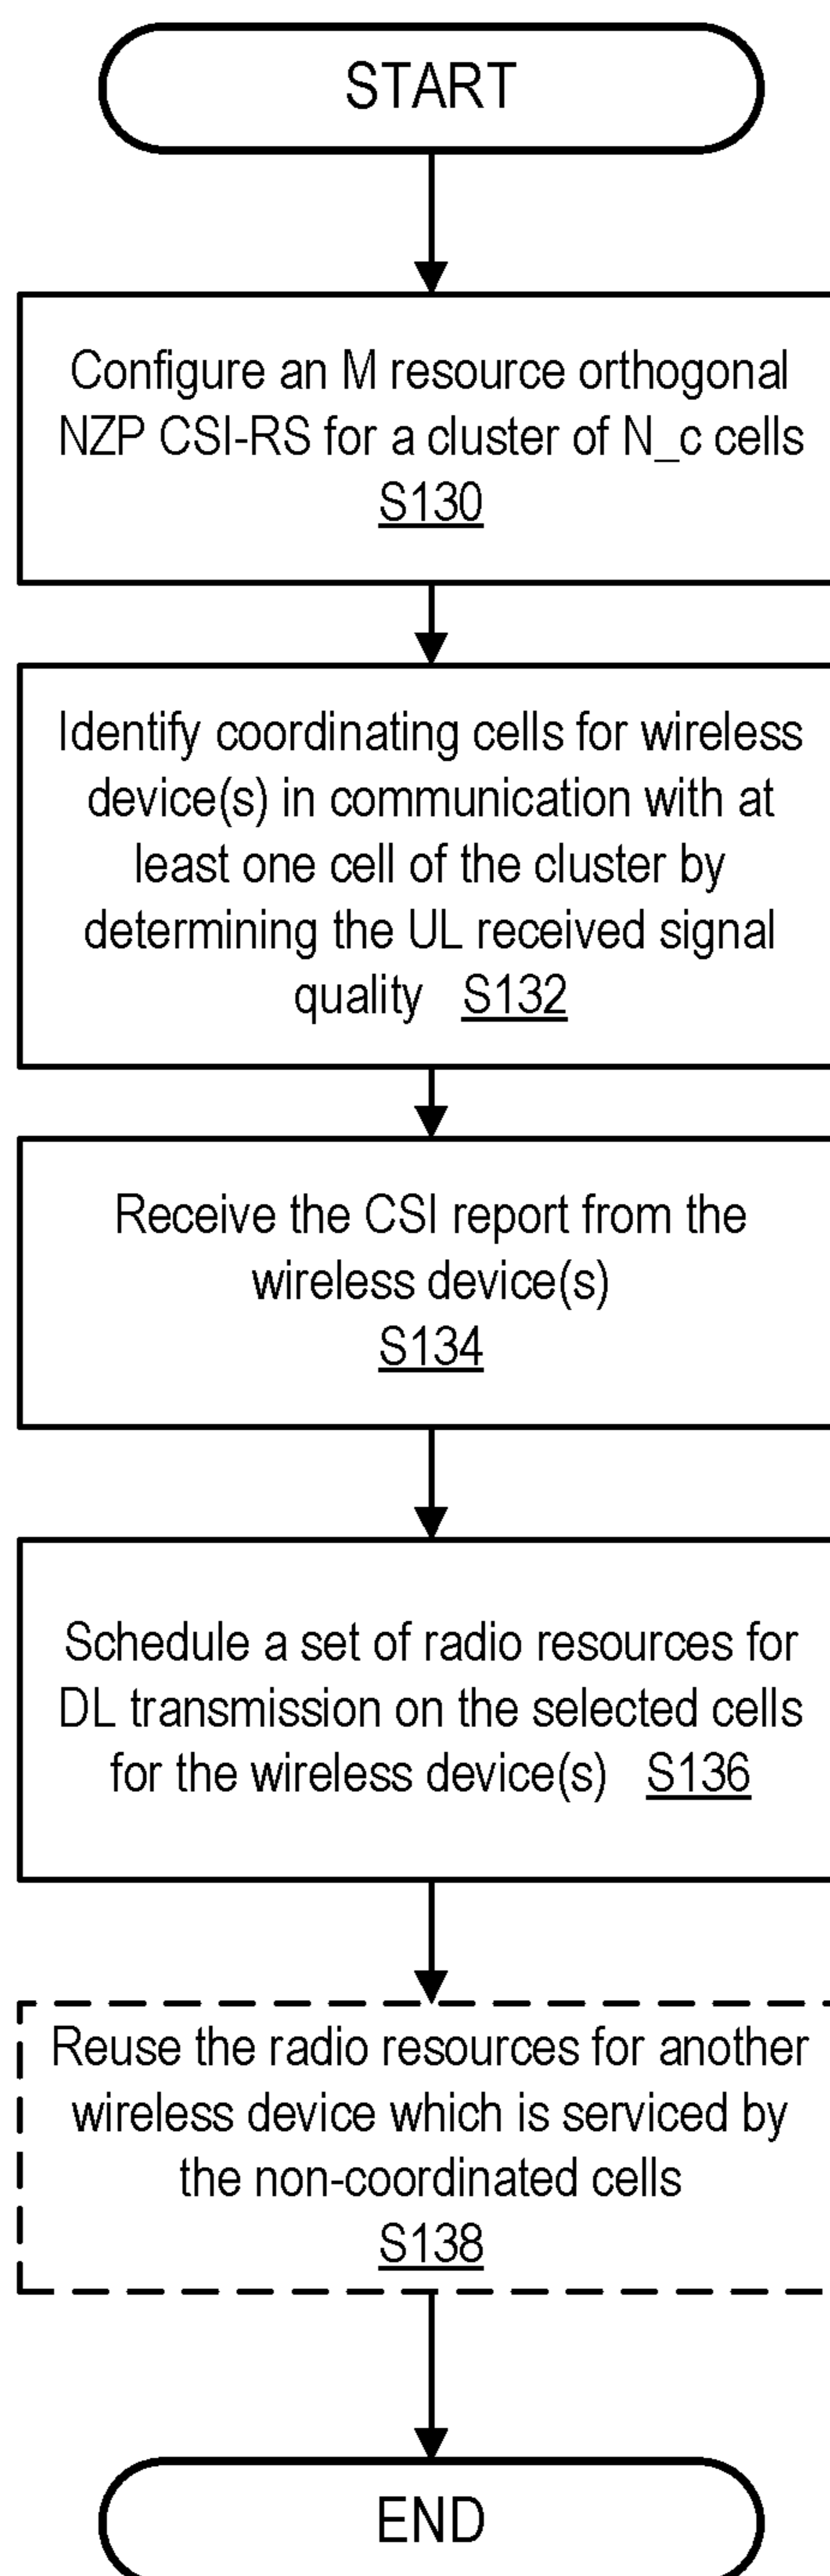 START
Configure an M resource orthogonal
NZP CSI-RS for a cluster of N_c cells
S130
Identify coordinating cells for wireless
device(s) in communication with at
least one cell of the cluster by
determining the UL received signal
quality S132
Receive the CSI report from the
wireless device(s)
S134
Schedule a set of radio resources for
DL transmission on the selected cells
for the wireless device(s) S136
Reuse the radio resources for another
wireless device which is serviced by
the non-coordinated cells
S138
END